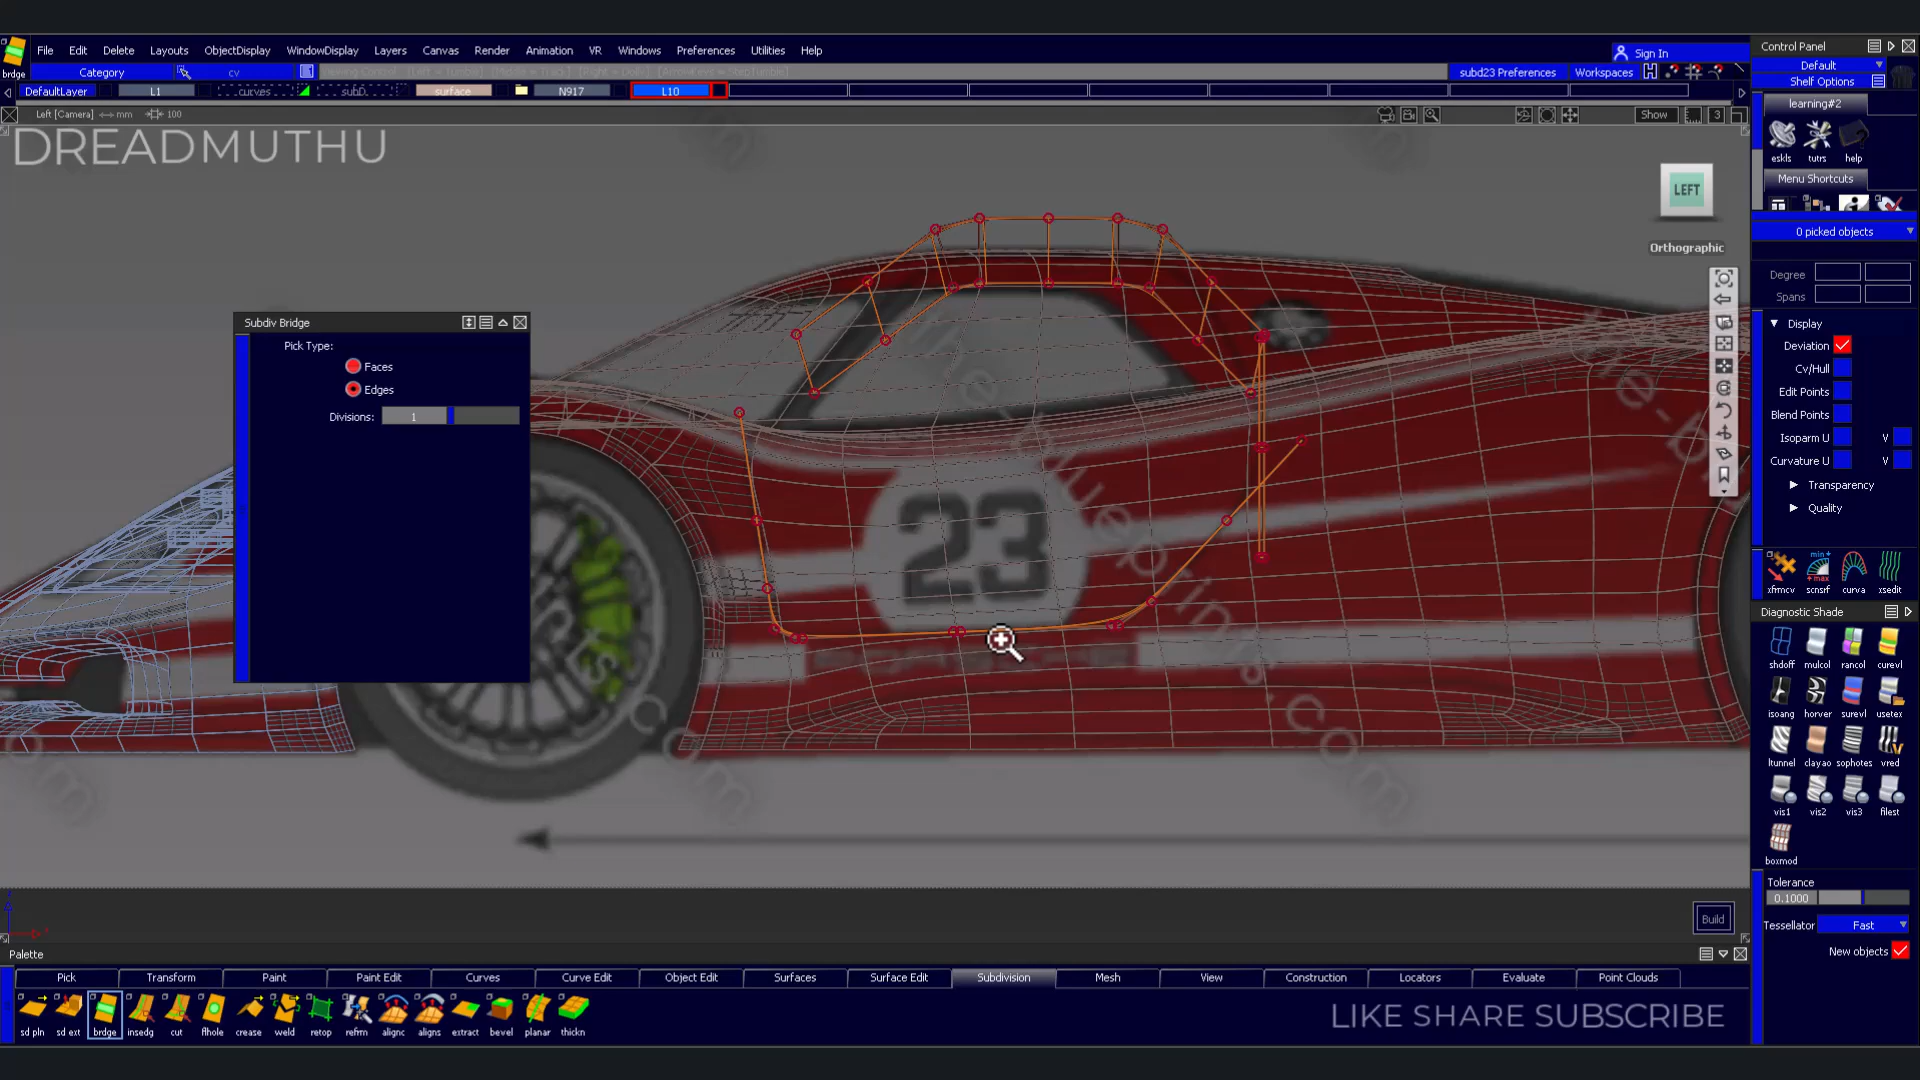 brdge
File Edit Delete Layouts ObjectDisplay WindowDisplay Layers Canvas Render Animation VR Windows Preferences Utilities Help
Sign In
Category
cv
subd23 Preferences
Workspaces
DefaultLayer L1 curves subD surface N917 L10
Left [Camera] mm 100
Show
3
DREADMUTHU
LEFT
Orthographic
Subdiv Bridge
Pick Type:
Faces
Edges
Divisions: 1
23
Build
Control Panel
Default
Shelf Options
learning#2
eskls tutrs help
Menu Shortcuts
0 picked objects
Degree
Spans
Display
Deviation
Cv/Hull
Edit Points
Blend Points
Isoparm U V
Curvature U V
Transparency
Quality
xfrmcv scnsrf curva xsedit
Diagnostic Shade
shdoff mulcol rancol curevl
isoang horver surevl usetex
ltunnel clayao sophotes vred
vis1 vis2 vis3 filest
boxmod
Tolerance
0.1000
Tessellator Fast
New objects
Palette
Pick Transform Paint Paint Edit Curves Curve Edit Object Edit Surfaces Surface Edit Subdivision Mesh View Construction Locators Evaluate Point Clouds
sd pln sd ext brdge insedg cut flhole crease weld retop refrm alignc aligns extract bevel planar thickn
LIKE SHARE SUBSCRIBE